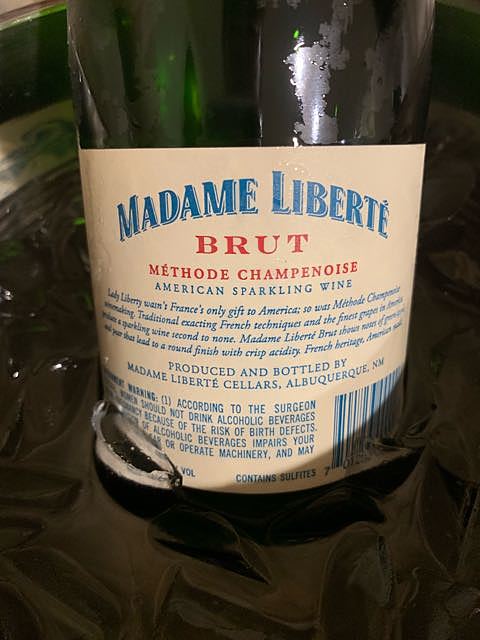 MADAME LIBERTÉ
BRUT
MÉTHODE CHAMPENOISE
AMERICAN SPARKLING WINE
Lady Liberty wasn't France's only gift to America; so was Méthode Champenoise
winemaking. Traditional exacting French techniques and the finest grapes in America
a sparkling wine second to none. Madame Liberté Brut shows notes of green apple
and pear that lead to a round finish with crisp acidity. French heritage, American made.
PRODUCED AND BOTTLED BY
MADAME LIBERTÉ CELLARS, ALBUQUERQUE, NM
WARNING: (1) ACCORDING TO THE SURGEON
WOMEN SHOULD NOT DRINK ALCOHOLIC BEVERAGES
BECAUSE OF THE RISK OF BIRTH DEFECTS.
OF ALCOHOLIC BEVERAGES IMPAIRS YOUR
OR OPERATE MACHINERY, AND MAY
VOL CONTAINS SULFITES 7